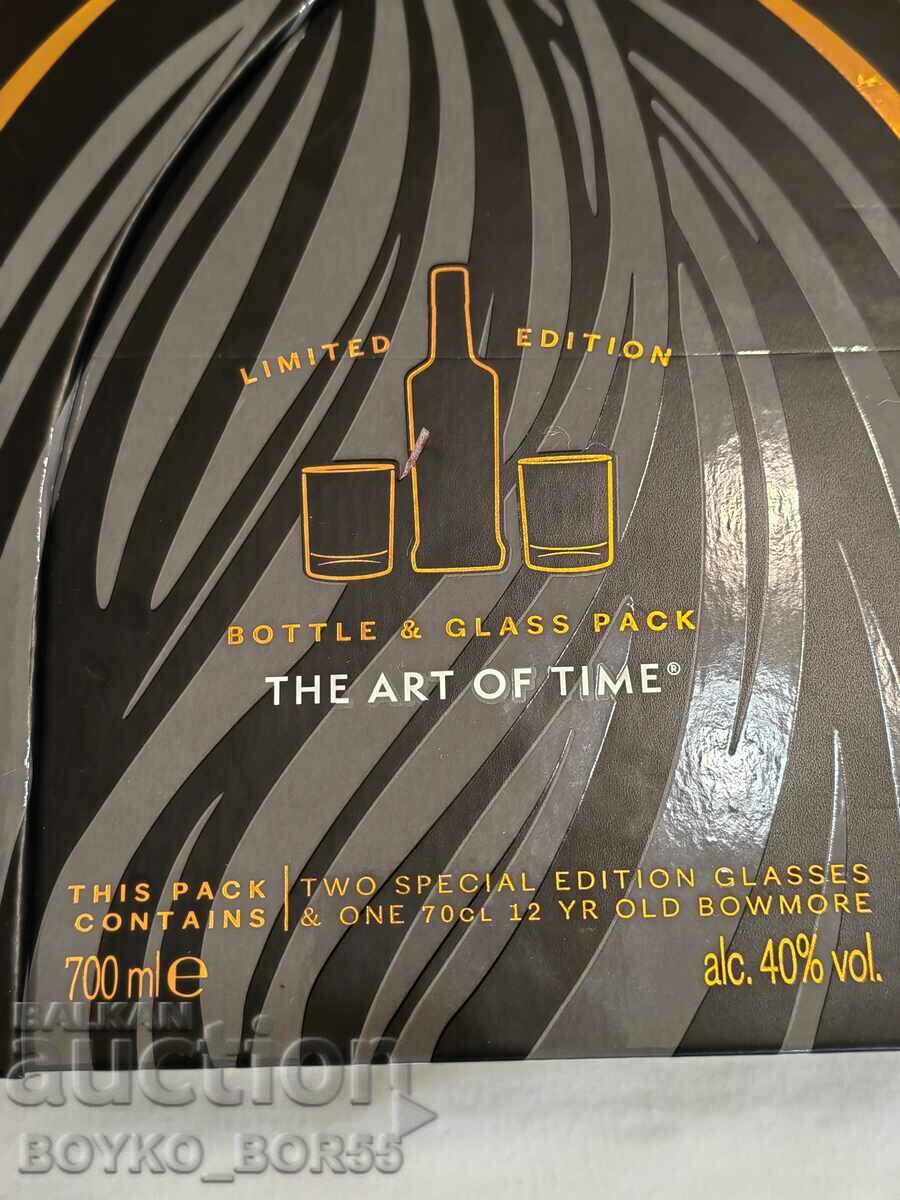 LIMITED EDITION
BOTTLE & GLASS PACK
THE ART OF TIME®
THIS PACK CONTAINS
TWO SPECIAL EDITION GLASSES
& ONE 70CL 12 YR OLD BOWMORE
700 ml e
alc. 40% vol.
BALKAN
auction
BOYKO_BOR55